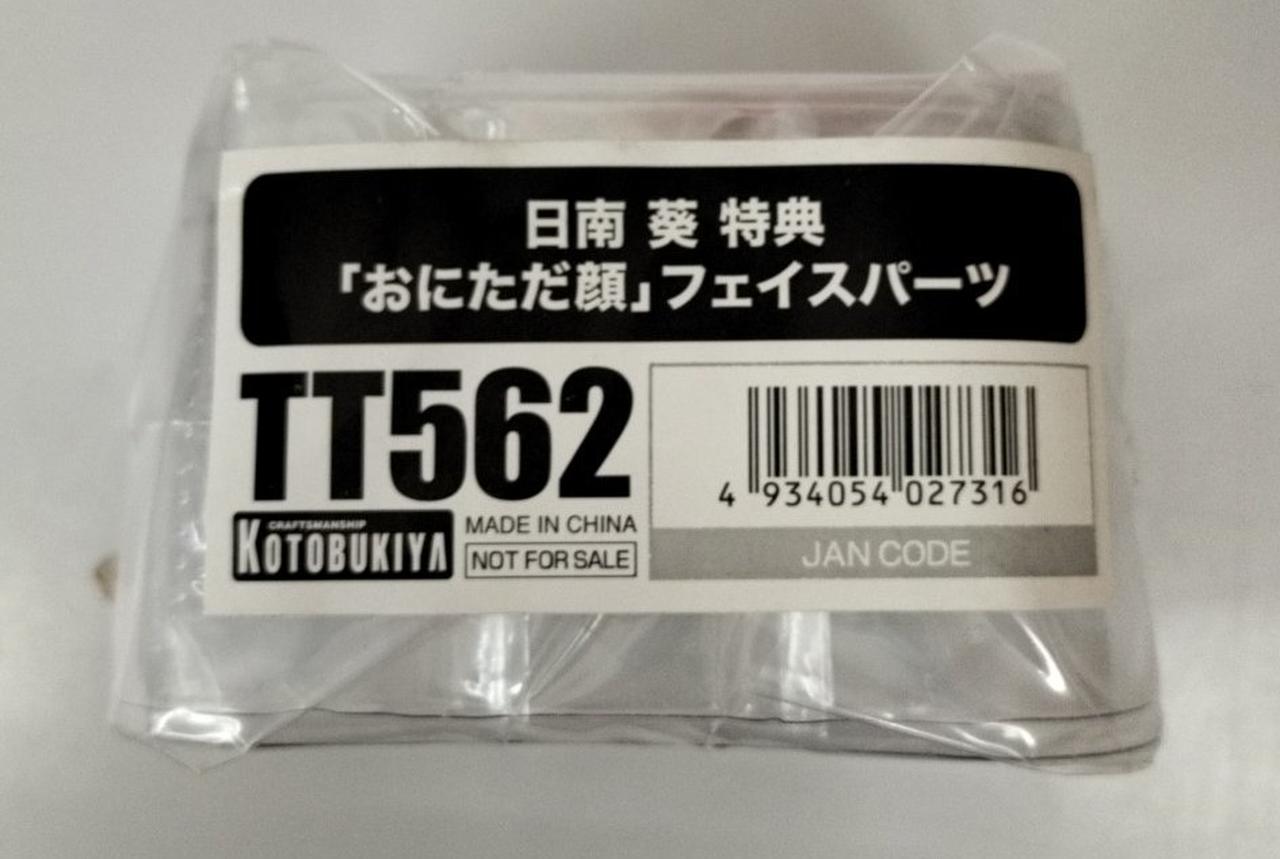 日南 葵 特典
「おにただ顔」フェイスパーツ
TT562
CRAFTSMANSHIP
KOTOBUKIYA
MADE IN CHINA
NOT FOR SALE
4 934054 027316
JAN CODE